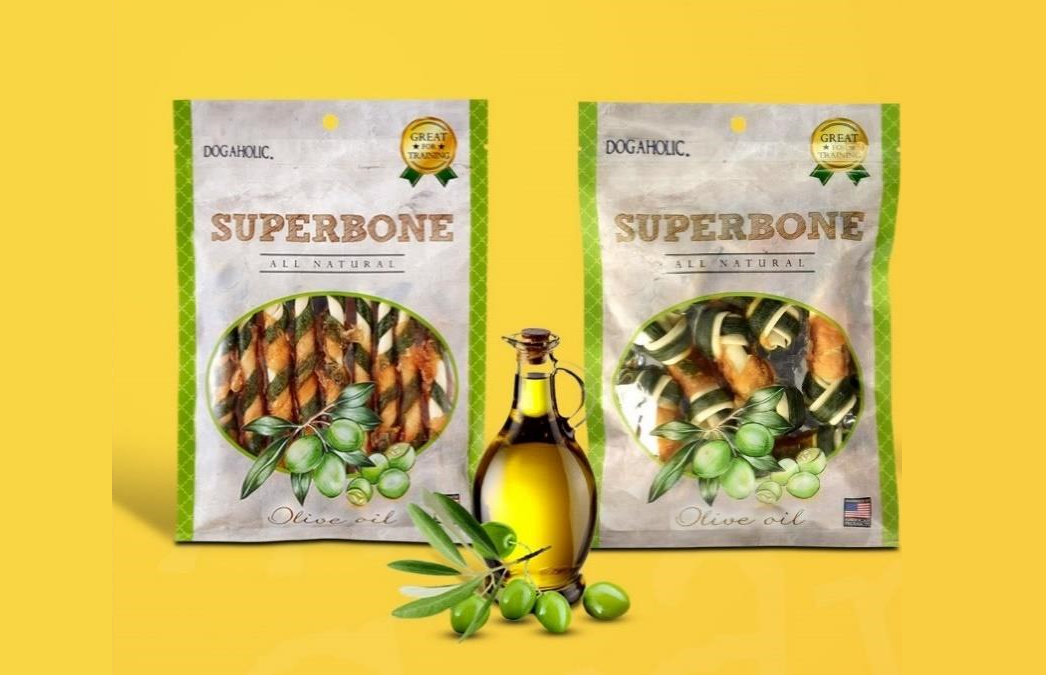 DOGAHOLIC.
GREAT
FOR
TRAINING
SUPERBONE
ALL NATURAL
Olive oil
DOGAHOLIC.
GREAT
FOR
TRAINING
SUPERBONE
ALL NATURAL
Olive oil